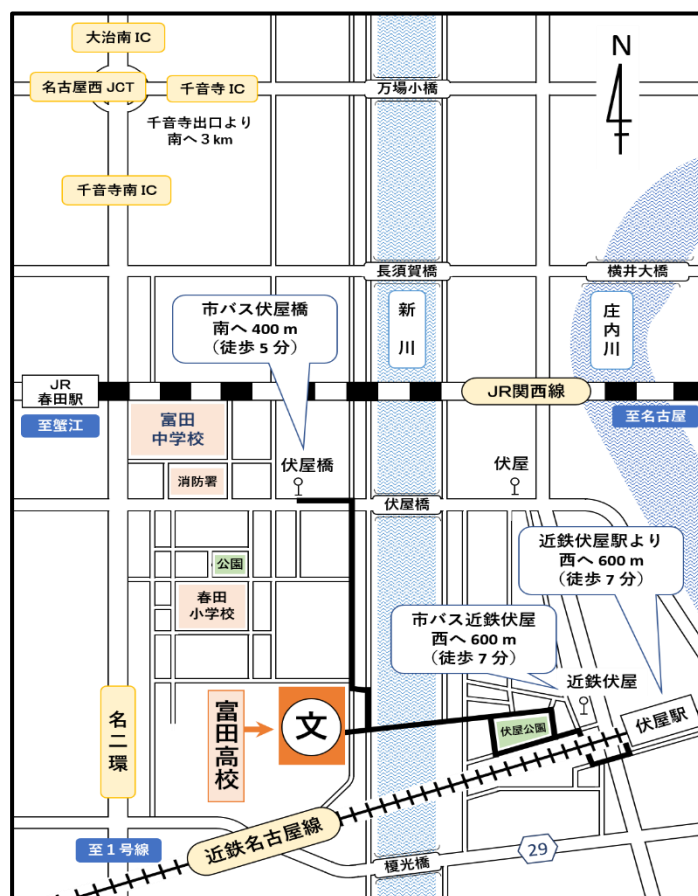 大治南 IC
N
名古屋西 JCT
千音寺 IC
万場小橋
千音寺出口より
南へ 3 km
千音寺南 IC
長須賀橋
横井大橋
市バス伏屋橋
南へ 400 m
（徒歩 5 分）
新川
庄内川
JR
春田駅
JR関西線
至蟹江
至名古屋
富田
中学校
消防署
伏屋橋
伏屋
伏屋橋
近鉄伏屋駅より
西へ 600 m
（徒歩 7 分）
公園
春田
小学校
市バス近鉄伏屋
西へ 600 m
（徒歩 7 分）
近鉄伏屋
名二環
富田高校
文
伏屋公園
伏屋駅
至１号線
近鉄名古屋線
29
榎光橋